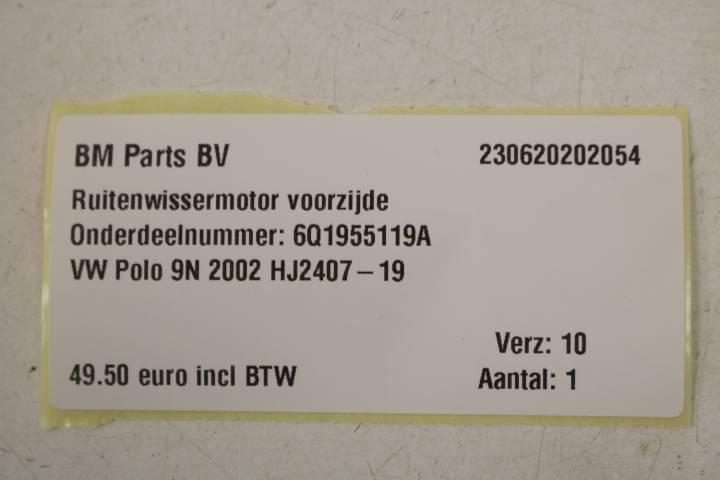 BM Parts BV 230620202054
Ruitenwissermotor voorzijde
Onderdeelnummer: 6Q1955119A
VW Polo 9N 2002 HJ2407-19
Verz: 10
49.50 euro incl BTW Aantal: 1